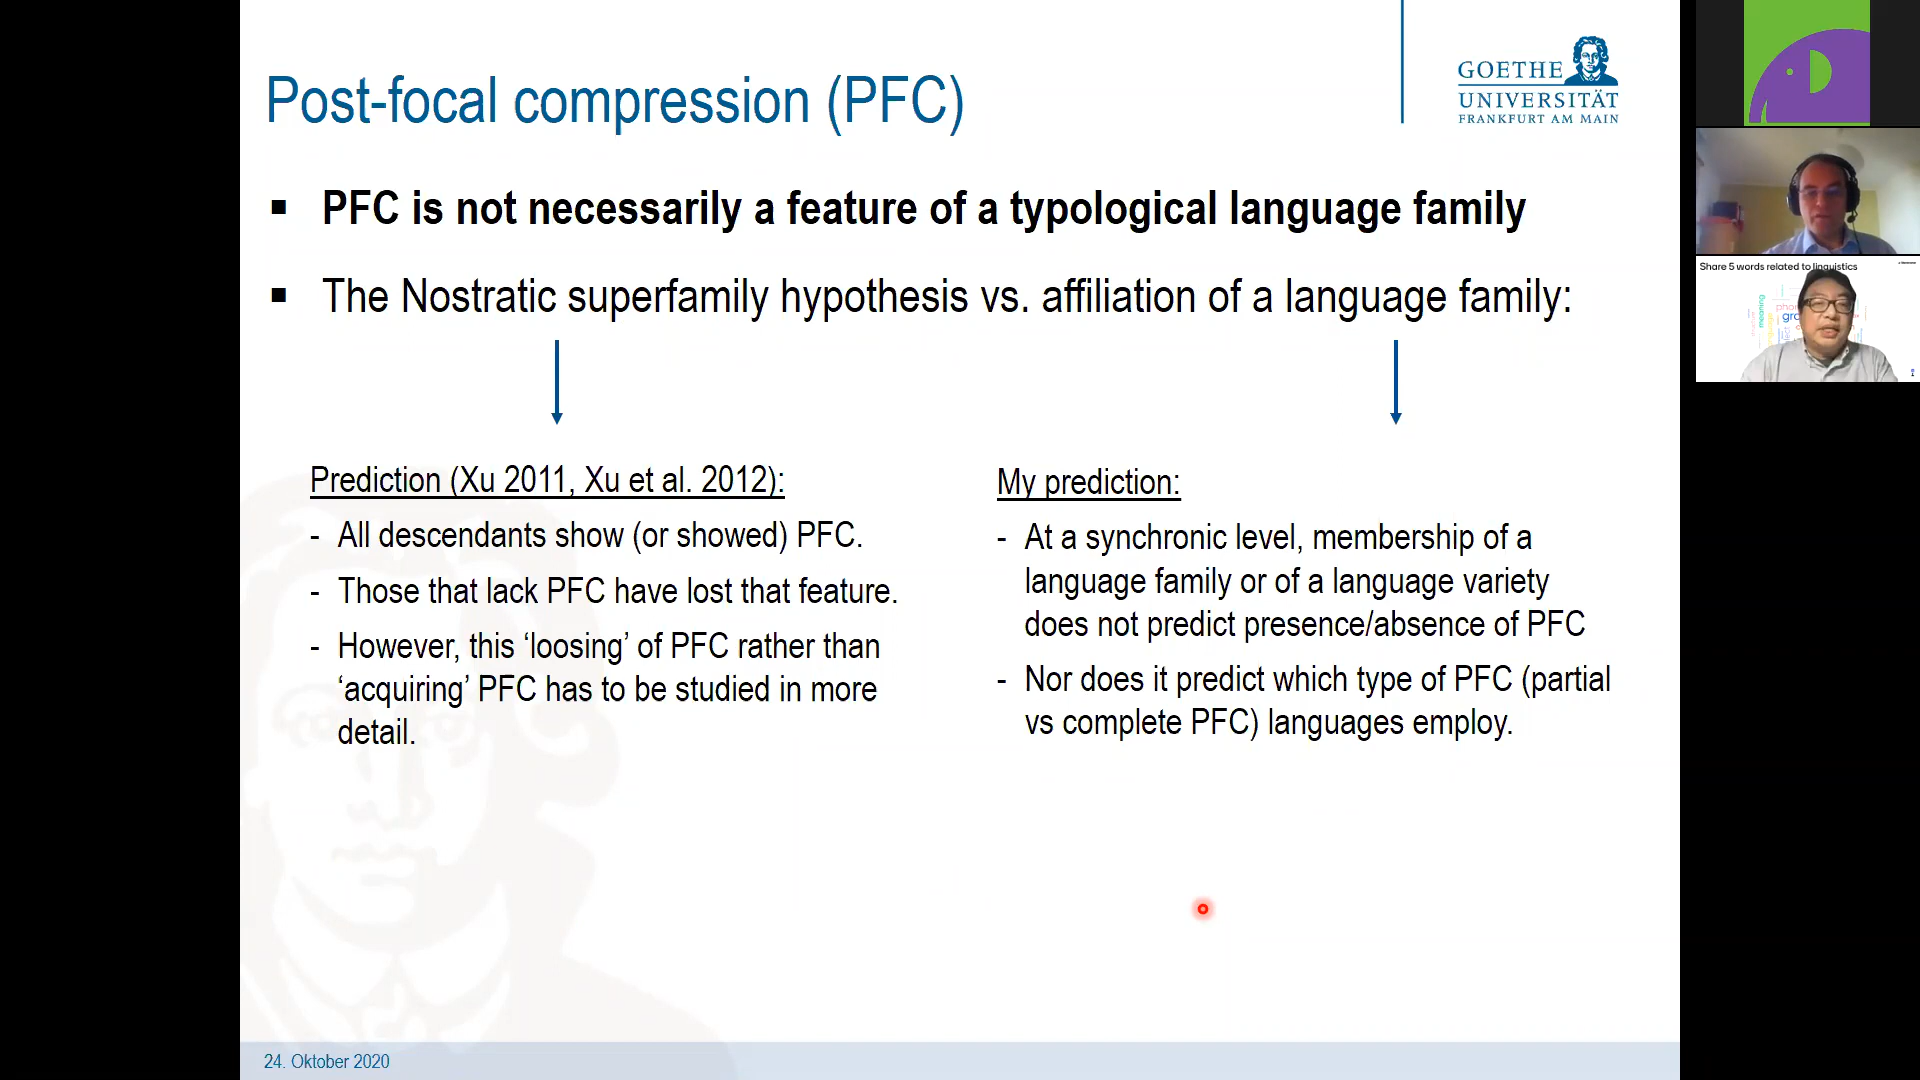 Post-focal compression (PFC)
GOETHE
UNIVERSITÄT
FRANKFURT AM MAIN
▪ PFC is not necessarily a feature of a typological language family
▪ The Nostratic superfamily hypothesis vs. affiliation of a language family:
Prediction (Xu 2011, Xu et al. 2012):
- All descendants show (or showed) PFC.
- Those that lack PFC have lost that feature.
- However, this ‘loosing’ of PFC rather than
‘acquiring’ PFC has to be studied in more
detail.
My prediction:
- At a synchronic level, membership of a
language family or of a language variety
does not predict presence/absence of PFC
- Nor does it predict which type of PFC (partial
vs complete PFC) languages employ.
24. Oktober 2020
Share 5 words related to linguistics
meaning